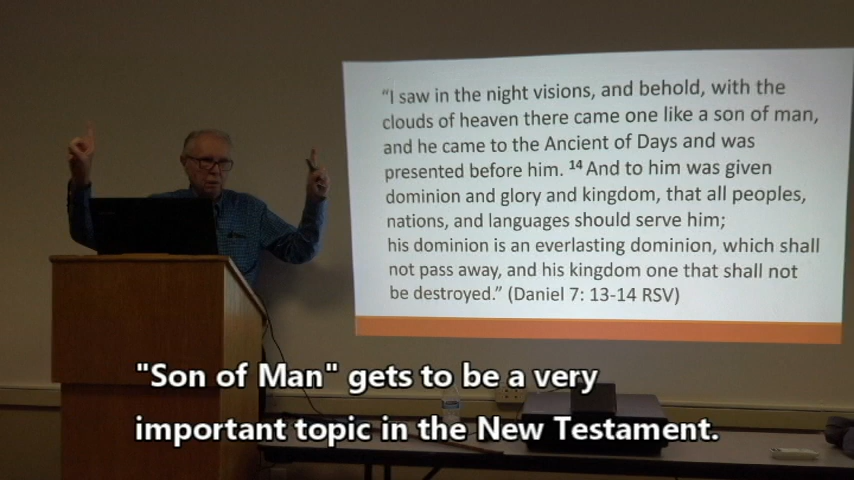 “I saw in the night visions, and behold, with the
clouds of heaven there came one like a son of man,
and he came to the Ancient of Days and was
presented before him. ¹⁴ And to him was given
dominion and glory and kingdom, that all peoples,
nations, and languages should serve him;
his dominion is an everlasting dominion, which shall
not pass away, and his kingdom one that shall not
be destroyed.” (Daniel 7: 13-14 RSV)
"Son of Man" gets to be a very
important topic in the New Testament.